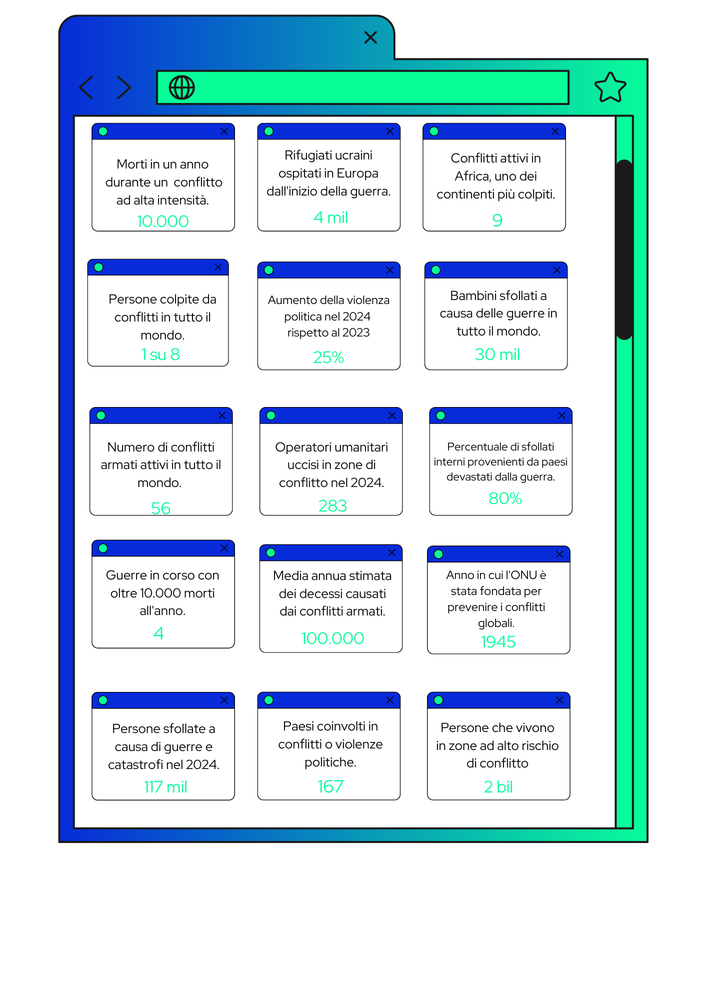 Morti in un anno
durante un  conflitto
ad alta intensità.
10.000
Rifugiati ucraini
ospitati in Europa
dall'inizio della guerra.
4 mil
Conflitti attivi in
Africa, uno dei
continenti più colpiti.
9
Persone colpite da
conflitti in tutto il
mondo.
1 su 8
Aumento della violenza
politica nel 2024
rispetto al 2023
25%
Bambini sfollati a
causa delle guerre in
tutto il mondo.
30 mil
Numero di conflitti
armati attivi in tutto il
mondo.
56
Operatori umanitari
uccisi in zone di
conflitto nel 2024.
283
Percentuale di sfollati
interni provenienti da paesi
devastati dalla guerra.
80%
Guerre in corso con
oltre 10.000 morti
all'anno.
4
Media annua stimata
dei decessi causati
dai conflitti armati.
100.000
Anno in cui l'ONU è
stata fondata per
prevenire i conflitti
globali.
1945
Persone sfollate a
causa di guerre e
catastrofi nel 2024.
117 mil
Paesi coinvolti in
conflitti o violenze
politiche.
167
Persone che vivono
in zone ad alto rischio
di conflitto
2 bil